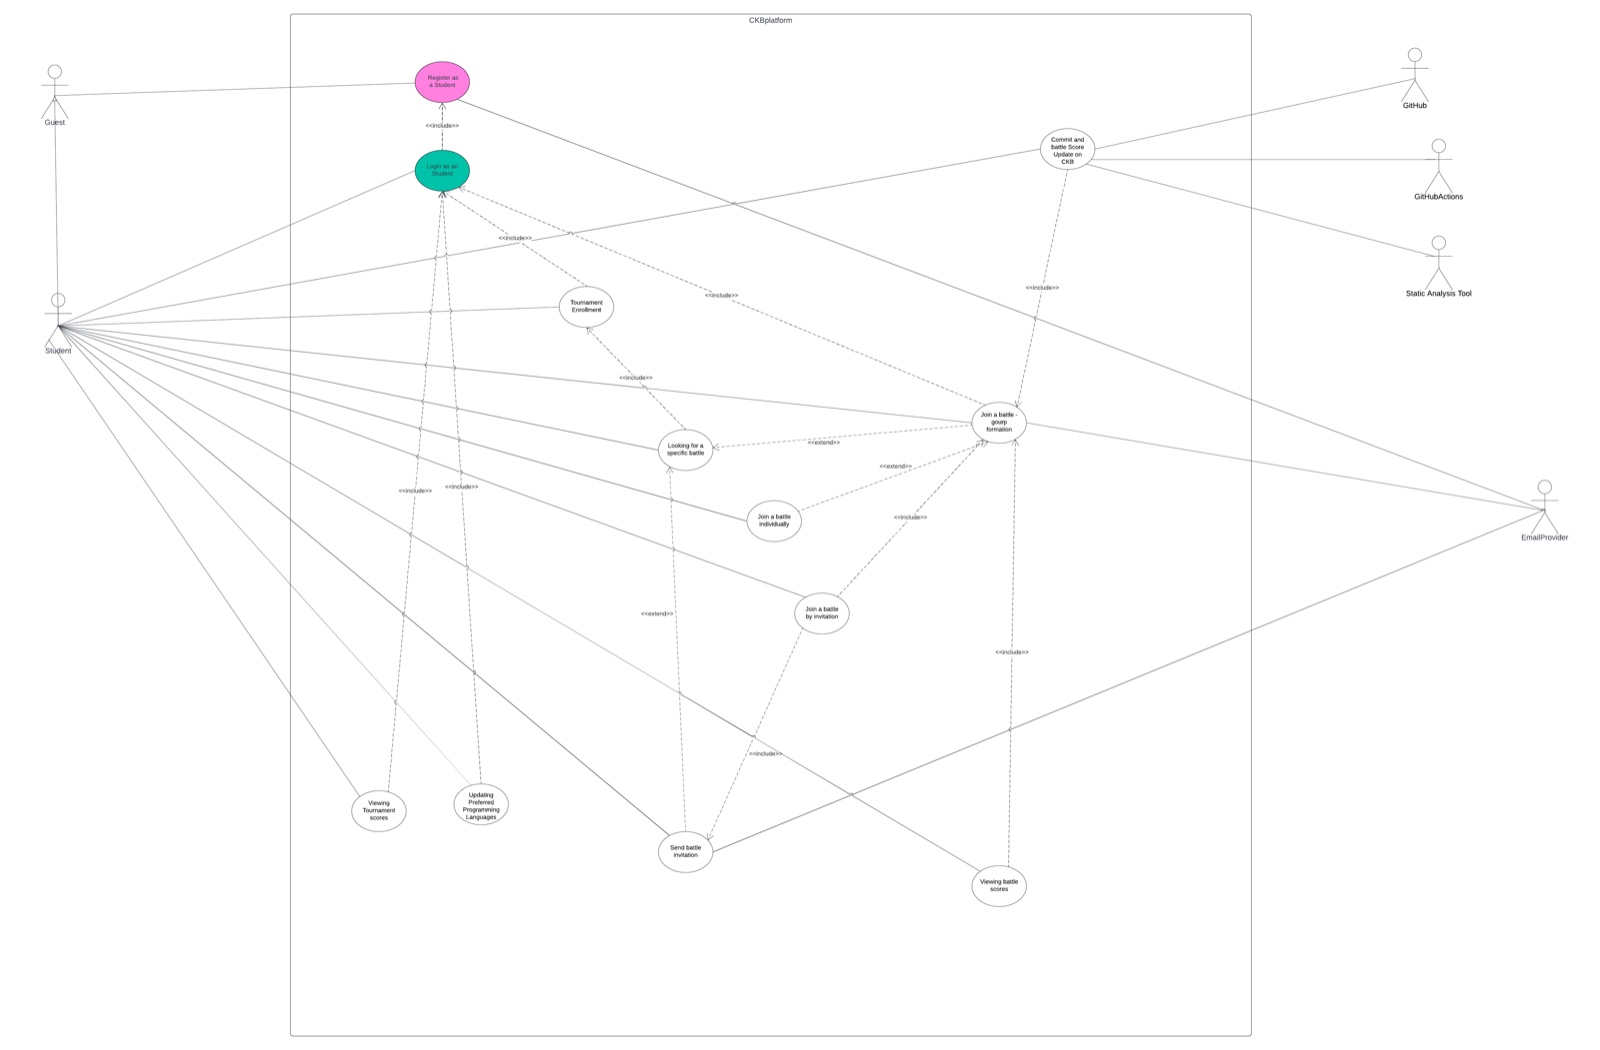 CKBplatform
Guest
Register as
a Student
<<include>>
Login as an
Student
Commit and
battle Score
Update on
CKB
GitHub
GitHubActions
Static Analysis Tool
<<include>>
<<include>>
<<include>>
Tournament
Enrollment
Student
<<include>>
Join a battle -
gourp
formation
Looking for a
specific battle
<<extend>>
<<extend>>
<<include>>
<<include>>
<<include>>
Join a battle
individually
EmailProvider
Join a battle
by invitation
<<extend>>
<<include>>
<<include>>
Viewing
Tournament
scores
Updating
Preferred
Programming
Languages
Send battle
invitation
Viewing battle
scores